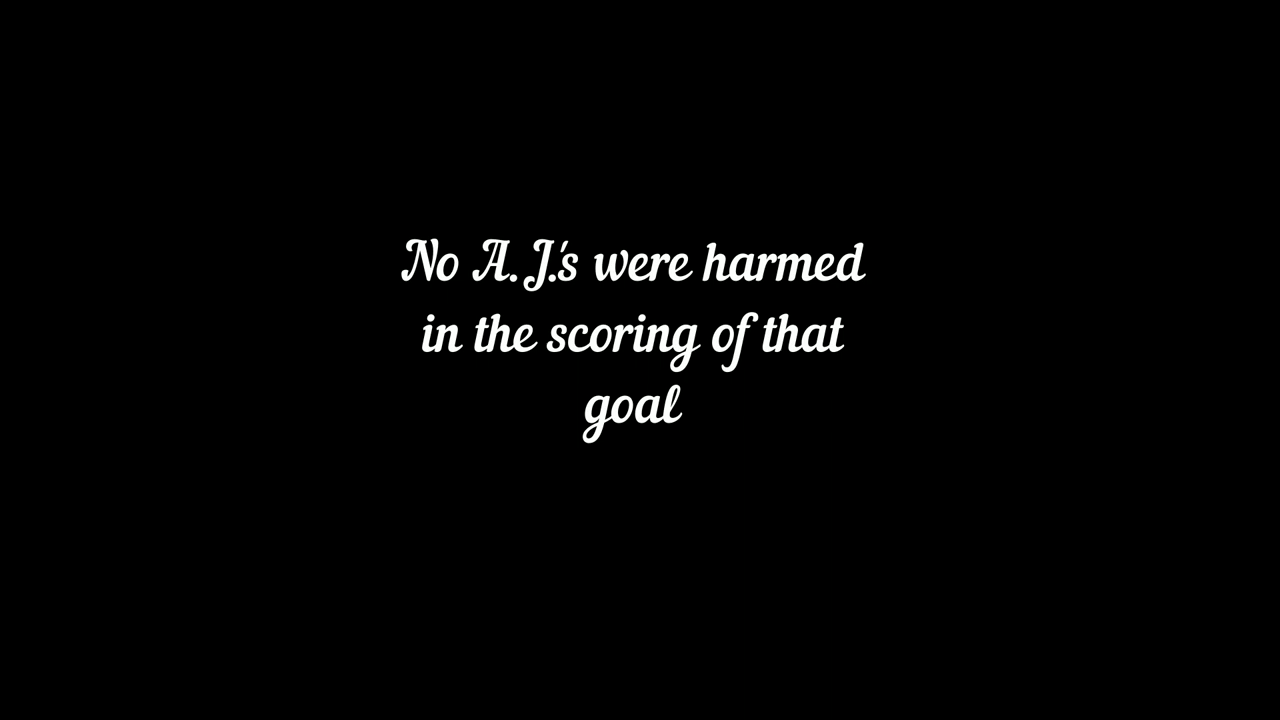 No A.J.'s were harmed
in the scoring of that
goal